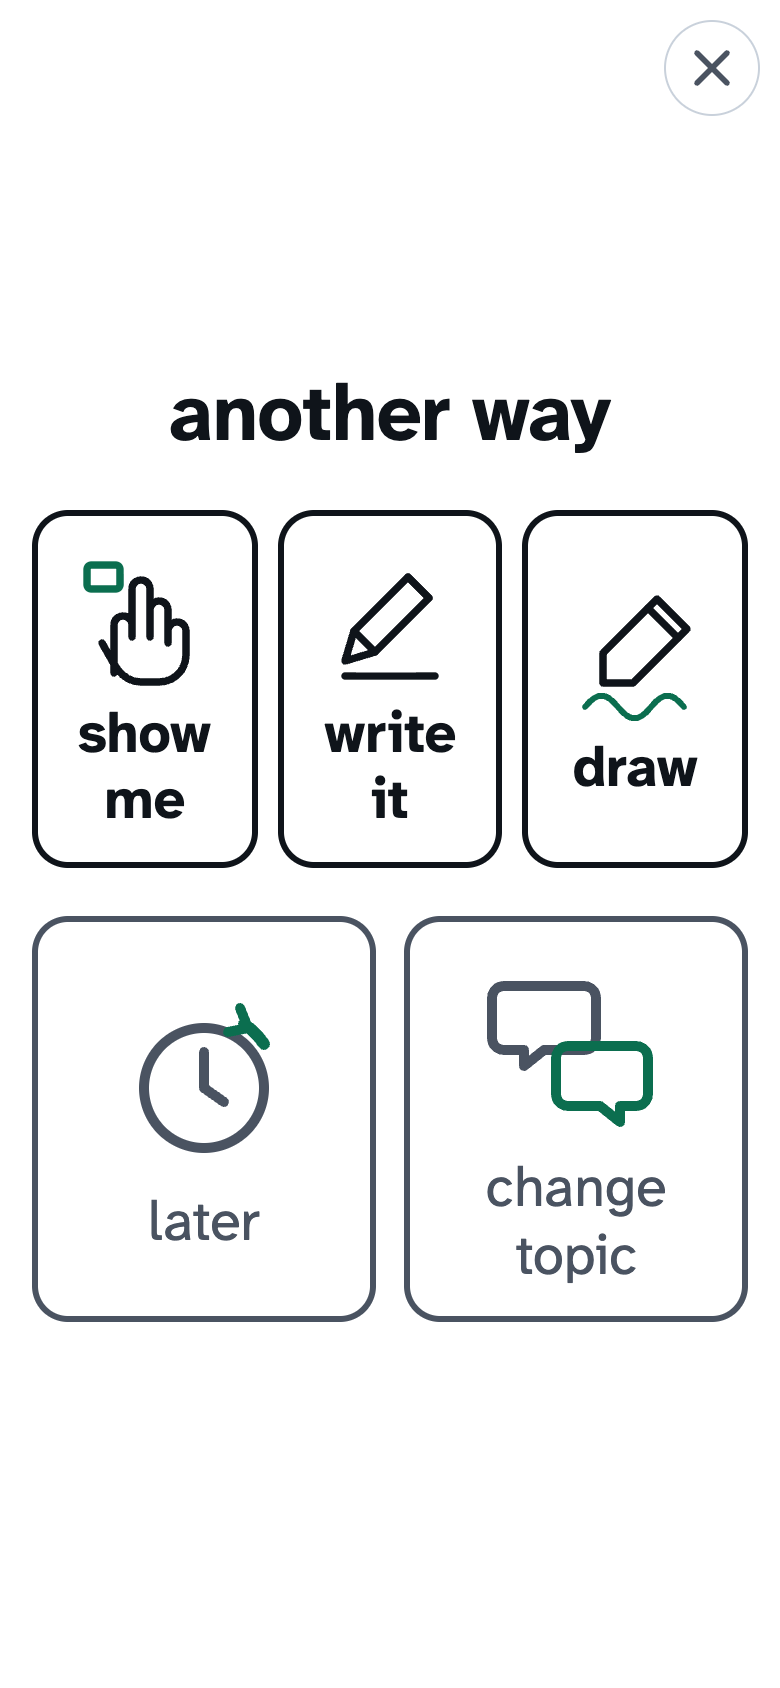 another way
show
me
write
it
draw
later
change
topic